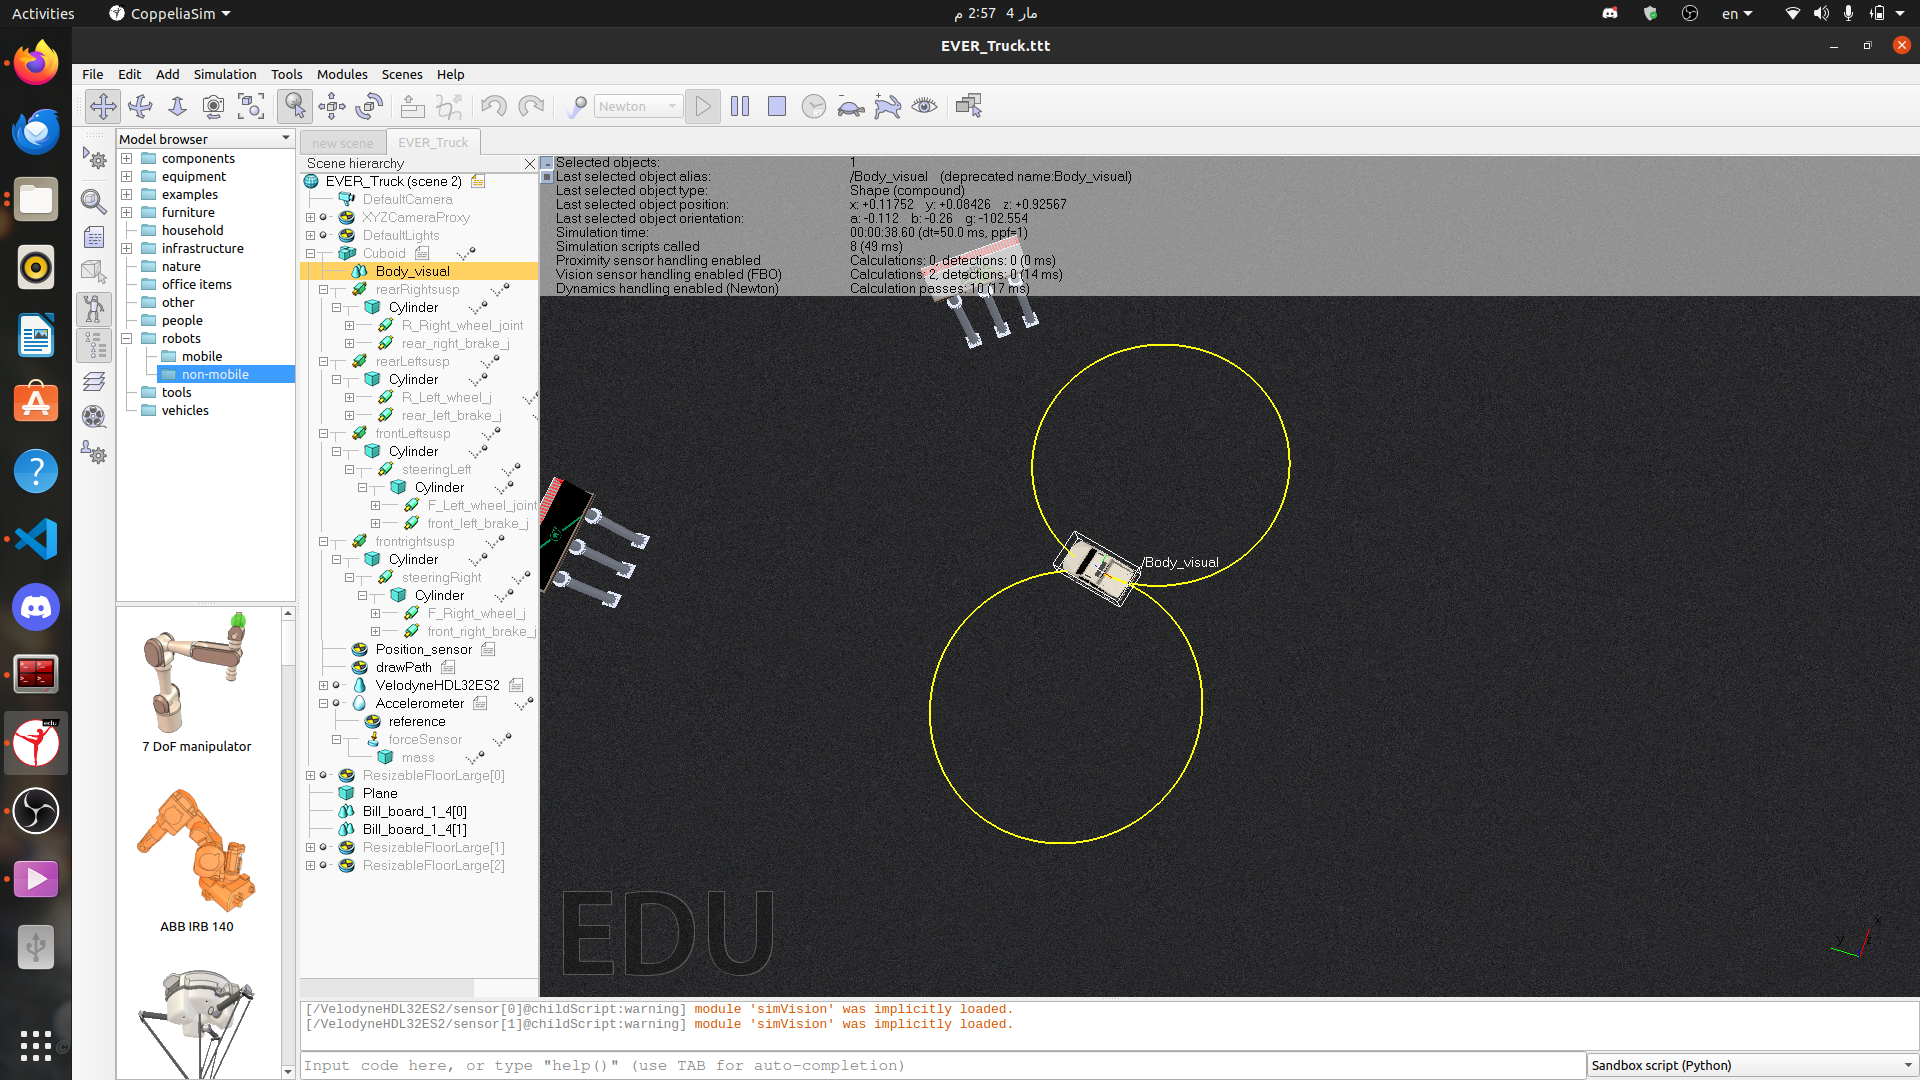 Activities
CoppeliaSim
مار 4 2:57 م
en
EVER_Truck.ttt
File Edit Add Simulation Tools Modules Scenes Help
Newton
Model browser
components
equipment
examples
furniture
household
infrastructure
nature
office items
other
people
robots
mobile
non-mobile
tools
vehicles
7 DoF manipulator
ABB IRB 140
new scene
EVER_Truck
Scene hierarchy
EVER_Truck (scene 2)
DefaultCamera
XYZCameraProxy
DefaultLights
Cuboid
Body_visual
rearRightsusp
Cylinder
R_Right_wheel_joint
rear_right_brake_j
rearLeftsusp
Cylinder
R_Left_wheel_j
rear_left_brake_j
frontLeftsusp
Cylinder
steeringLeft
Cylinder
F_Left_wheel_joint
front_left_brake_j
frontrightsusp
Cylinder
steeringRight
Cylinder
F_Right_wheel_j
front_right_brake_j
Position_sensor
drawPath
VelodyneHDL32ES2
Accelerometer
reference
forceSensor
mass
ResizableFloorLarge[0]
Plane
Bill_board_1_4[0]
Bill_board_1_4[1]
ResizableFloorLarge[1]
ResizableFloorLarge[2]
Selected objects: 1
Last selected object alias: /Body_visual (deprecated name:Body_visual)
Last selected object type: Shape (compound)
Last selected object position: x: +0.11752 y: +0.08426 z: +0.92567
Last selected object orientation: a: -0.112 b: -0.26 g: -102.554
Simulation time: 00:00:38.60 (dt=50.0 ms, ppf=1)
Simulation scripts called 8 (49 ms)
Proximity sensor handling enabled Calculations: 0, detections: 0 (0 ms)
Vision sensor handling enabled (FBO) Calculations: 2, detections: 0 (14 ms)
Dynamics handling enabled (Newton) Calculation passes: 10 (17 ms)
/Body_visual
EDU
x
y
[/VelodyneHDL32ES2/sensor[0]@childScript:warning] module 'simVision' was implicitly loaded.
[/VelodyneHDL32ES2/sensor[1]@childScript:warning] module 'simVision' was implicitly loaded.
Input code here, or type "help()" (use TAB for auto-completion)
Sandbox script (Python)